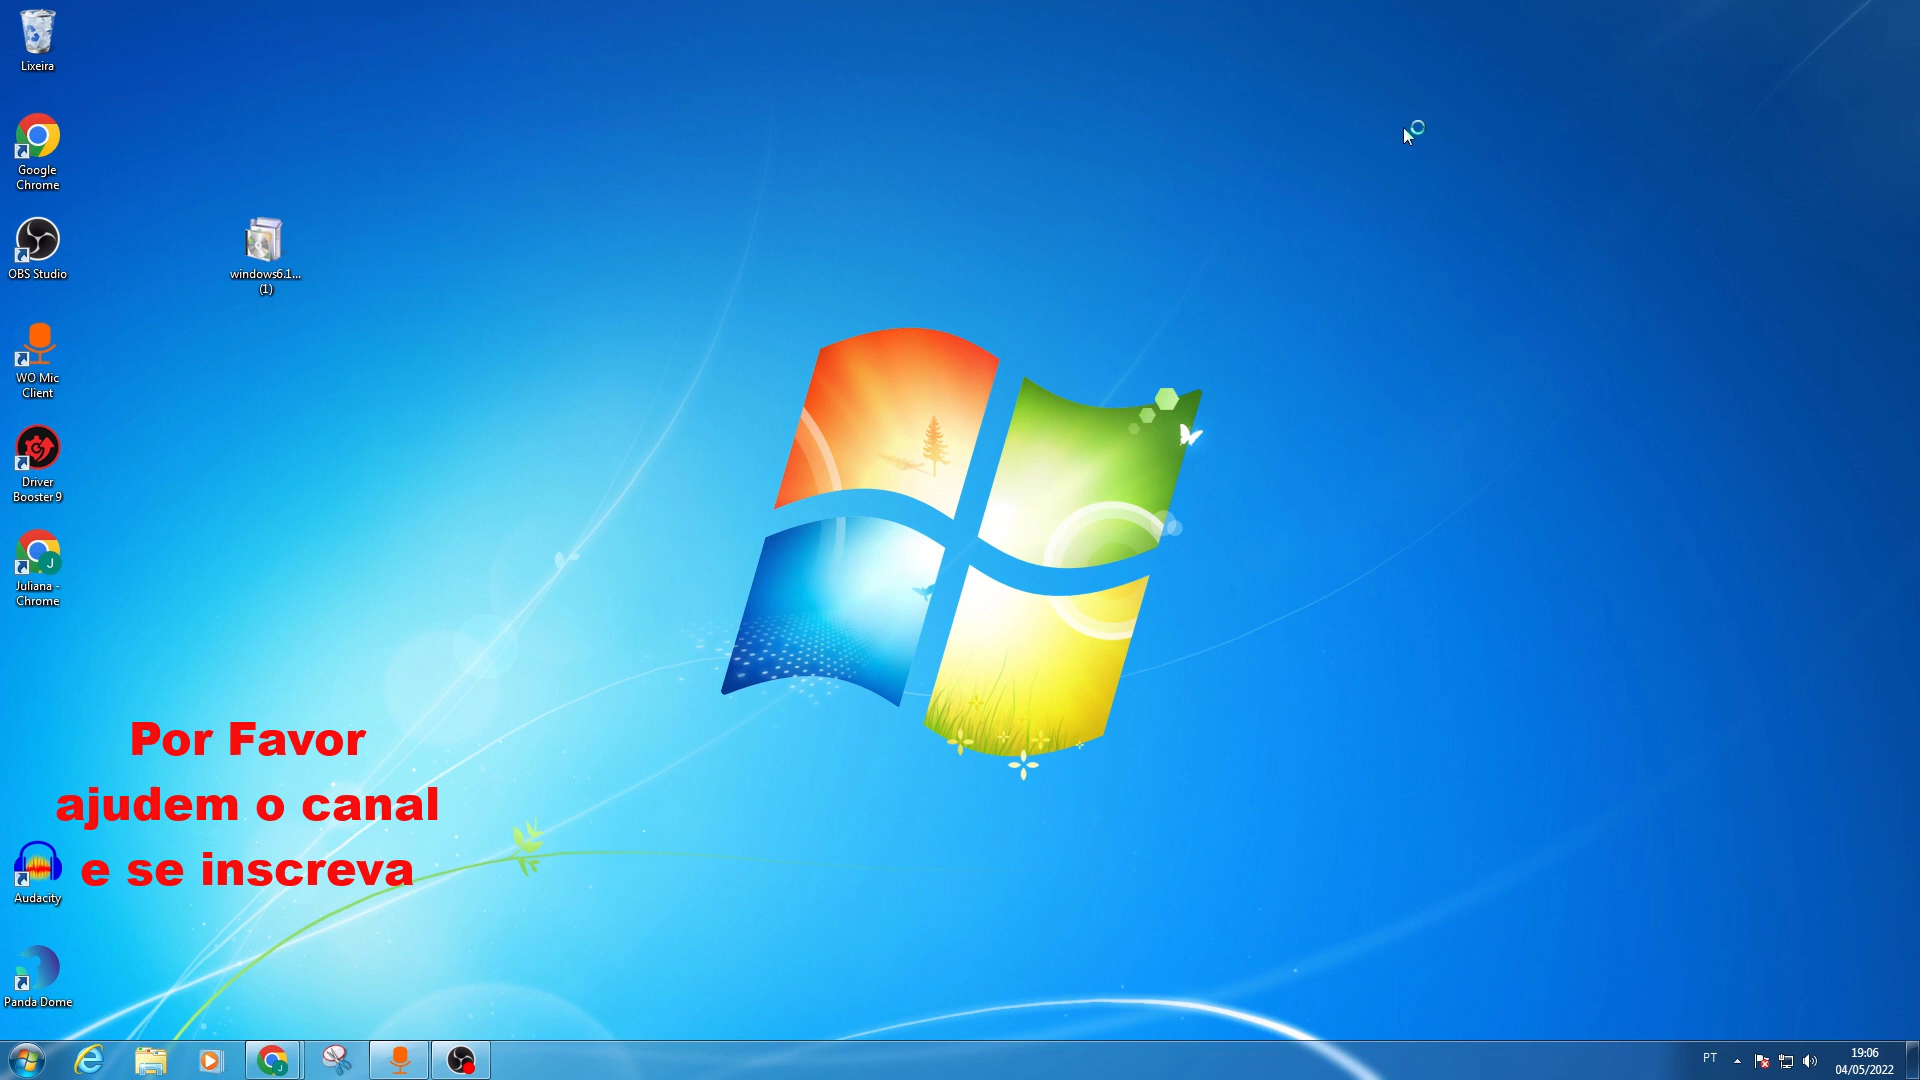 Lixeira
Google
Chrome
OBS Studio
windows6.1...
(1)
WO Mic
Client
Driver
Booster 9
J
Juliana -
Chrome
Por Favor
ajudem o canal
e se inscreva
Audacity
Panda Dome
J
PT
19:06
04/05/2022